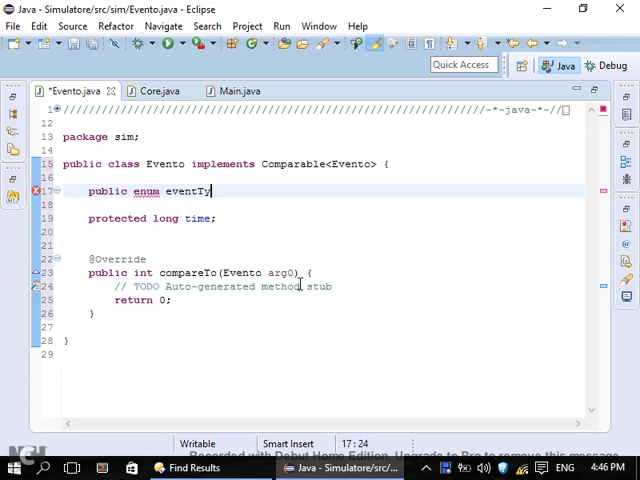 Java - Simulatore/src/sim/Evento.java - Eclipse
File Edit Source Refactor Navigate Search Project Run Window Help
Quick Access
Java
Debug
*Evento.java
Core.java
Main.java
1 /////////////////////////////////////////////////////////////////-*-java-*-//
12
13 package sim;
14
15 public class Evento implements Comparable<Evento> {
16
17 public enum eventTy
18
19 protected long time;
20
21
22 @Override
23 public int compareTo(Evento arg0) {
24 // TODO Auto-generated method stub
25 return 0;
26 }
27
28 }
29
Writable
Smart Insert
17 : 24
NCH
Recorded with Debut Home Edition. Upgrade to Pro to remove this message
Find Results
Java - Simulatore/src/...
ENG
4:46 PM